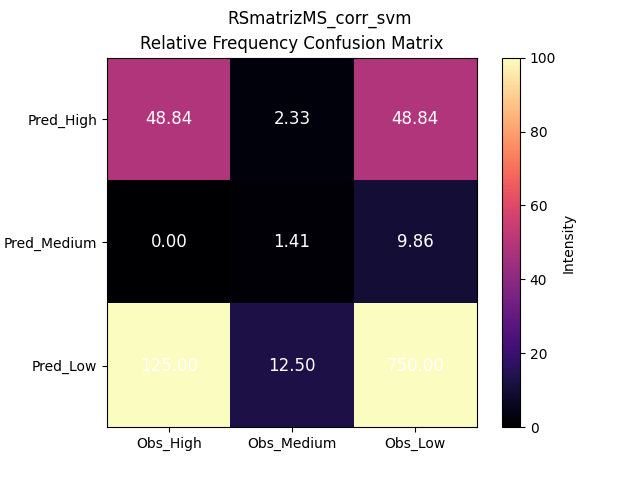 RSmatrizMS_corr_svm
Relative Frequency Confusion Matrix
Pred_High
48.84 2.33 48.84
Pred_Medium
0.00 1.41 9.86
Pred_Low
125.00 12.50 750.00
Obs_High Obs_Medium Obs_Low
100
80
60
40
20
0
Intensity